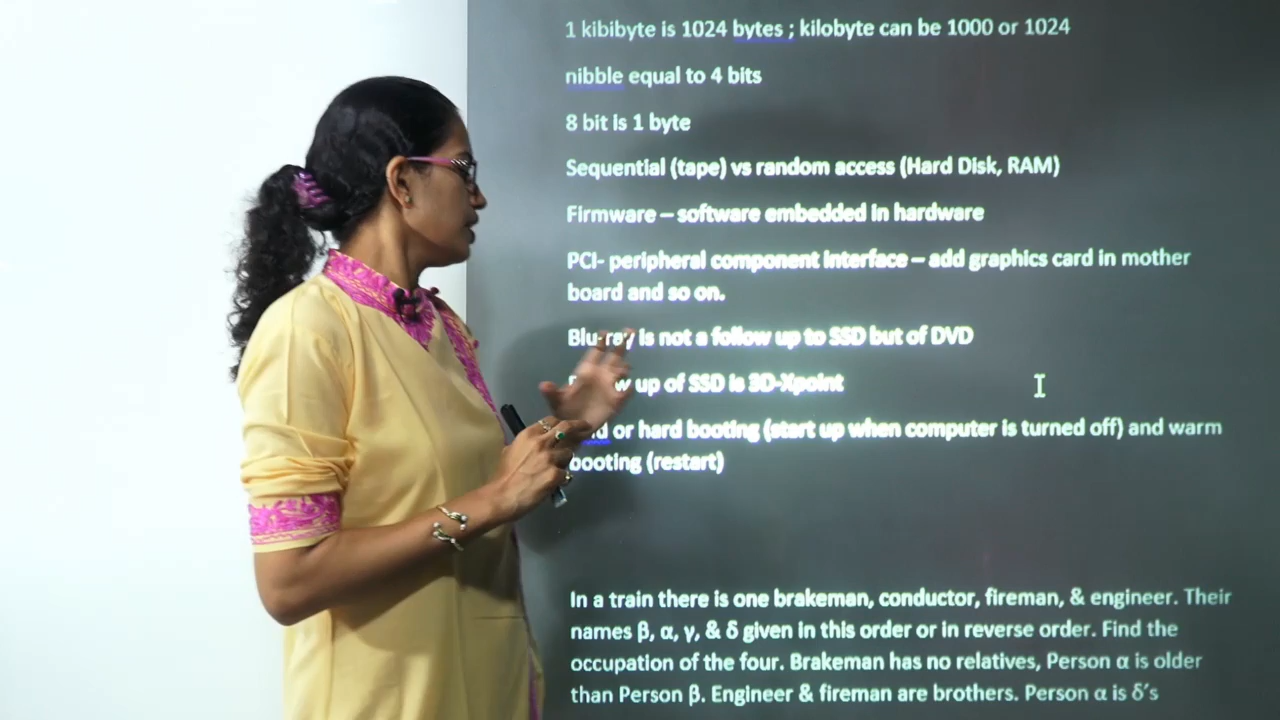 1 kibibyte is 1024 bytes ; kilobyte can be 1000 or 1024
nibble equal to 4 bits
8 bit is 1 byte
Sequential (tape) vs random access (Hard Disk, RAM)
Firmware – software embedded in hardware
PCI- peripheral component interface – add graphics card in mother
board and so on.
Blu-ray is not a follow up to SSD but of DVD
up of SSD is 3D-Xpoint
or hard booting (start up when computer is turned off) and warm
booting (restart)
In a train there is one brakeman, conductor, fireman, & engineer. Their
names β, α, γ, & δ given in this order or in reverse order. Find the
occupation of the four. Brakeman has no relatives, Person α is older
than Person β. Engineer & fireman are brothers. Person α is δ's